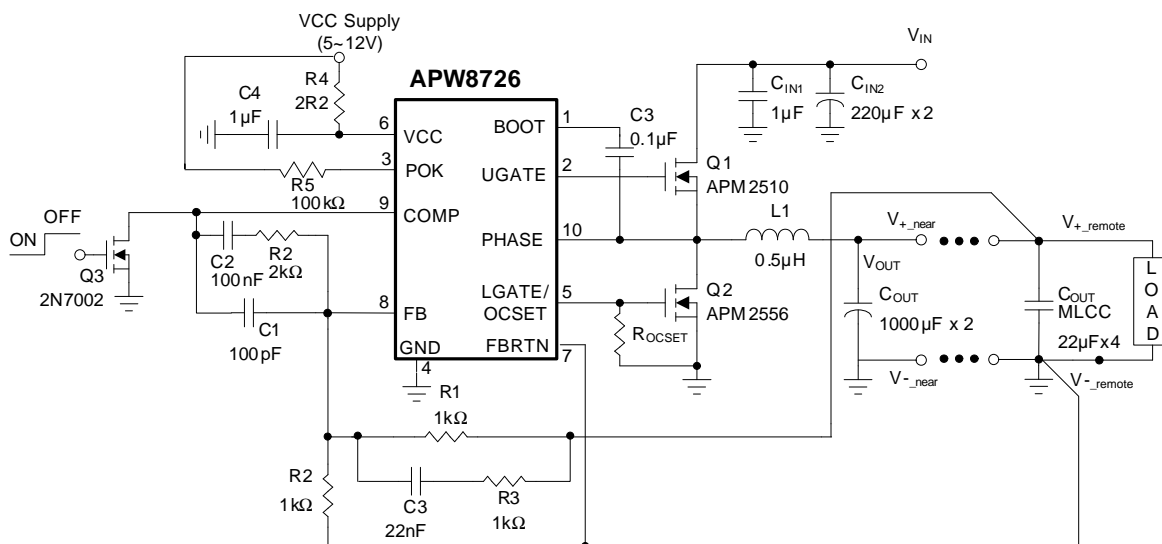 VCC Supply
(5~12V)
APW8726
R4
2R2
C4
1µF
6
VCC
3
POK
R5
100kΩ
9
COMP
8
FB
GND
4
BOOT
1
UGATE
2
PHASE
10
LGATE/
OCSET
5
FBRTN
7
C3
0.1µF
Q1
APM2510
VIN
CIN1
1µF
CIN2
220µF x 2
L1
0.5µH
Q2
APM2556
ROCSET
VOUT
COUT
1000µF x 2
V+_near
V+_remote
COUT
MLCC
22µFx4
LOAD
V-_near
V-_remote
OFF
ON
Q3
2N7002
C2
100nF
R2
2kΩ
C1
100pF
R1
1kΩ
R2
1kΩ
C3
22nF
R3
1kΩ